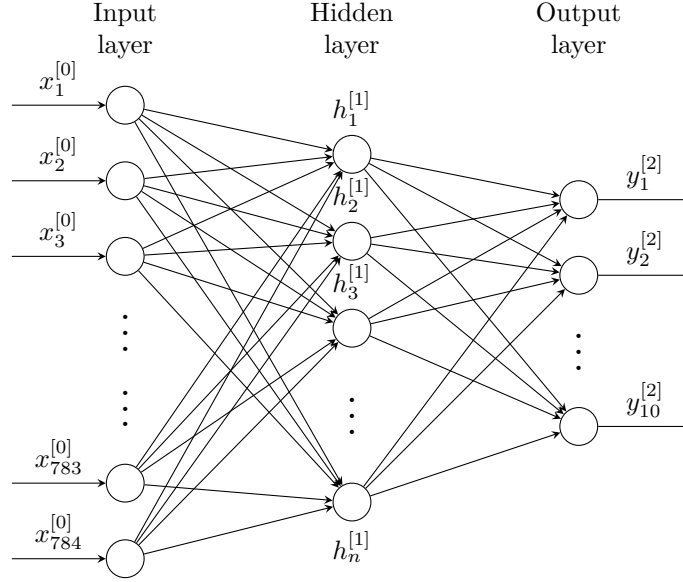 Input layer
Hidden layer
Output layer
x_1^{[0]}
x_2^{[0]}
x_3^{[0]}
x_{783}^{[0]}
x_{784}^{[0]}
h_1^{[1]}
h_2^{[1]}
h_3^{[1]}
h_n^{[1]}
y_1^{[2]}
y_2^{[2]}
y_{10}^{[2]}